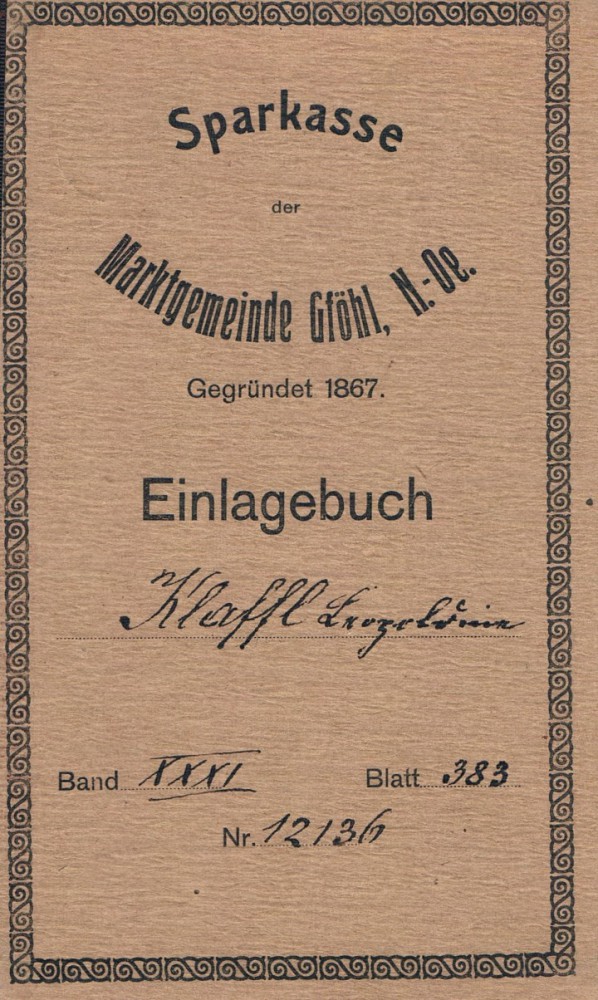 Sparkasse
der
Marktgemeinde Gföhl, N.-Oe.
Gegründet 1867.
Einlagebuch
Klaffl Leopoldine
Band XXXI Blatt 383
Nr. 12136